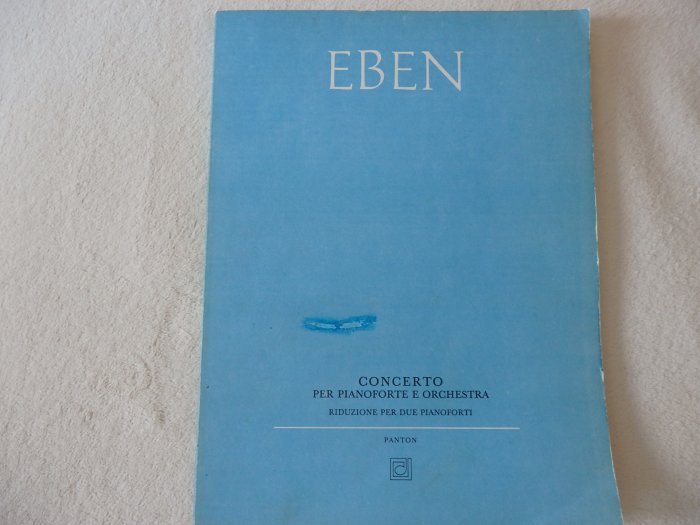 EBEN
CONCERTO
PER PIANOFORTE E ORCHESTRA
RIDUZIONE PER DUE PIANOFORTI
PANTON